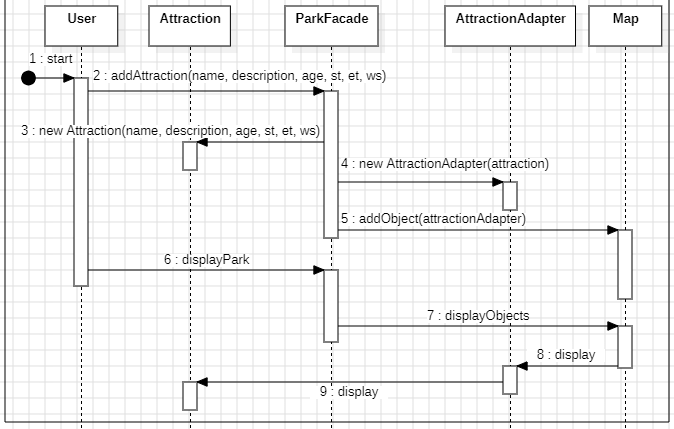 User
Attraction
ParkFacade
AttractionAdapter
Map
1 : start
2 : addAttraction(name, description, age, st, et, ws)
3 : new Attraction(name, description, age, st, et, ws)
4 : new AttractionAdapter(attraction)
5 : addObject(attractionAdapter)
6 : displayPark
7 : displayObjects
8 : display
9 : display